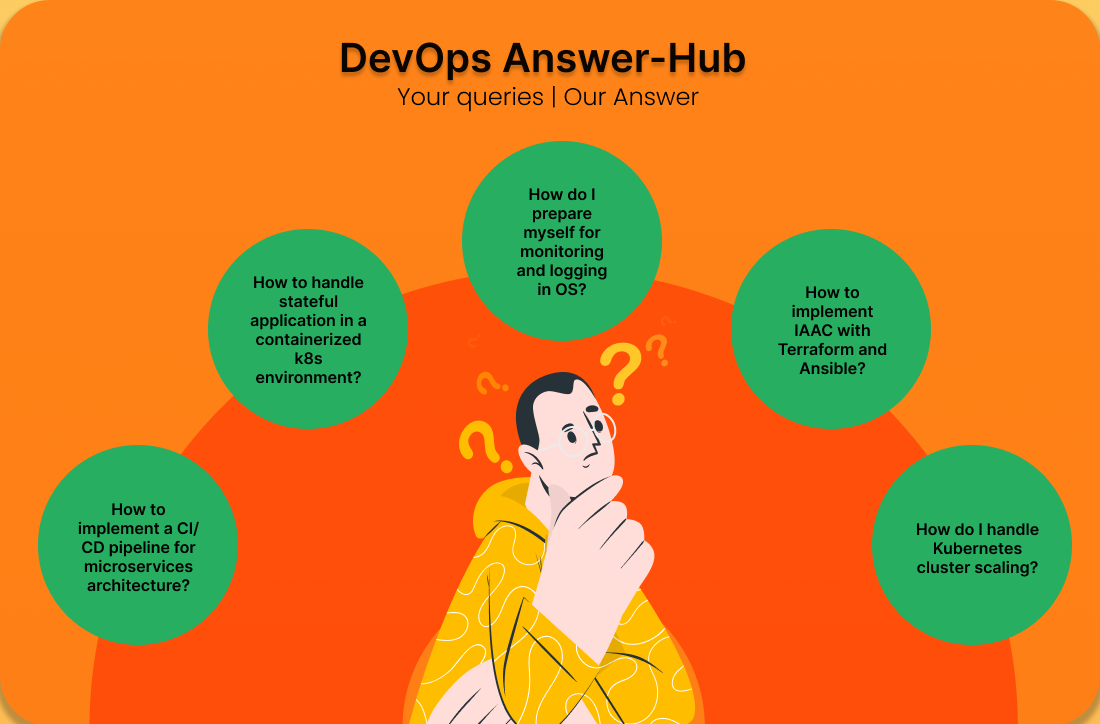 DevOps Answer-Hub
Your queries | Our Answer
How do I
prepare
myself for
monitoring
and logging
in OS?
How to handle
stateful
application in a
containerized
k8s
environment?
How to
implement
IAAC with
Terraform and
Ansible?
How to
implement a CI/
CD pipeline for
microservices
architecture?
How do I handle
Kubernetes
cluster scaling?